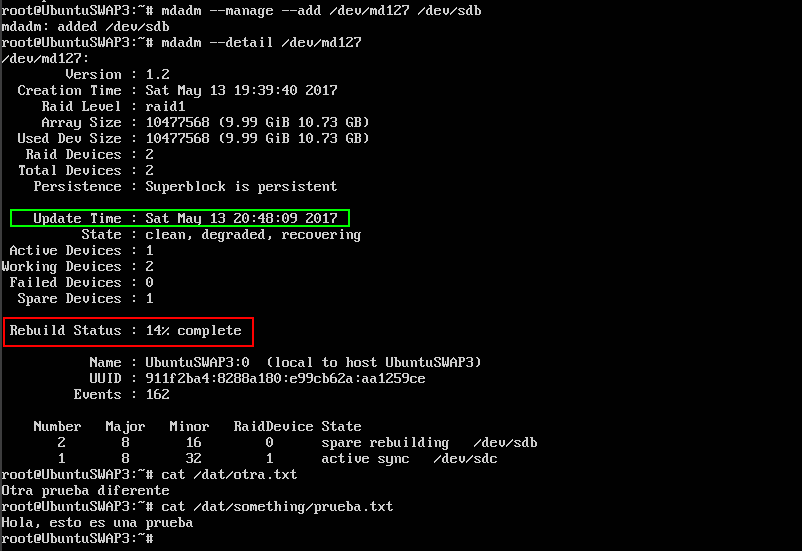 root@UbuntuSWAP3:~# mdadm --manage --add /dev/md127 /dev/sdb
mdadm: added /dev/sdb
root@UbuntuSWAP3:~# mdadm --detail /dev/md127
/dev/md127:
        Version : 1.2
  Creation Time : Sat May 13 19:39:40 2017
     Raid Level : raid1
     Array Size : 10477568 (9.99 GiB 10.73 GB)
  Used Dev Size : 10477568 (9.99 GiB 10.73 GB)
   Raid Devices : 2
  Total Devices : 2
    Persistence : Superblock is persistent
    Update Time : Sat May 13 20:48:09 2017
          State : clean, degraded, recovering
 Active Devices : 1
Working Devices : 2
 Failed Devices : 0
  Spare Devices : 1
 Rebuild Status : 14% complete
           Name : UbuntuSWAP3:0  (local to host UbuntuSWAP3)
           UUID : 911f2ba4:8288a180:e99cb62a:aa1259ce
         Events : 162
    Number   Major   Minor   RaidDevice State
       2       8       16        0      spare rebuilding   /dev/sdb
       1       8       32        1      active sync   /dev/sdc
root@UbuntuSWAP3:~# cat /dat/otra.txt
Otra prueba diferente
root@UbuntuSWAP3:~# cat /dat/something/prueba.txt
Hola, esto es una prueba
root@UbuntuSWAP3:~#